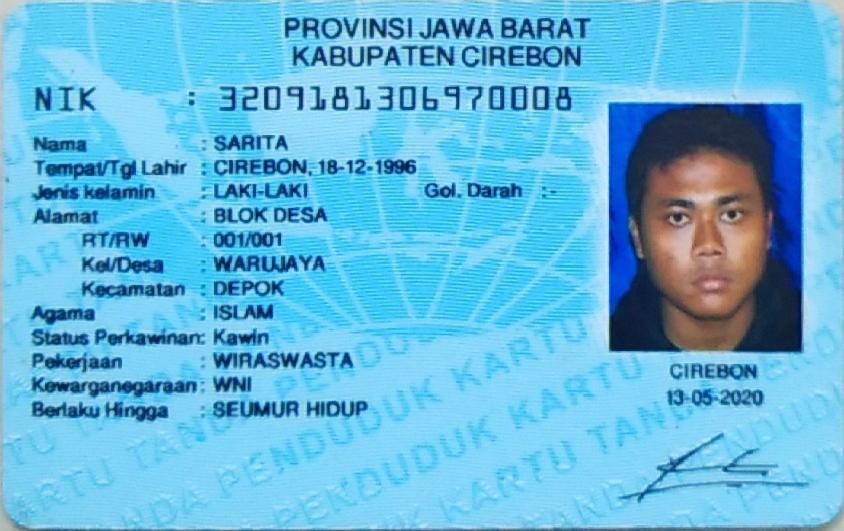 PROVINSI JAWA BARAT
KABUPATEN CIREBON
NIK : 3209181306970008
Nama : SARITA
Tempat/Tgl Lahir : CIREBON, 18-12-1996
Jenis kelamin : LAKI-LAKI Gol. Darah :-
Alamat : BLOK DESA
RT/RW : 001/001
Kel/Desa : WARUJAYA
Kecamatan : DEPOK
Agama : ISLAM
Status Perkawinan: Kawin
Pekerjaan : WIRASWASTA
Kewarganegaraan : WNI
Berlaku Hingga : SEUMUR HIDUP
CIREBON
13-05-2020
KARTU TANDA PENDUDUK KARTU TANDA PENDUDUK